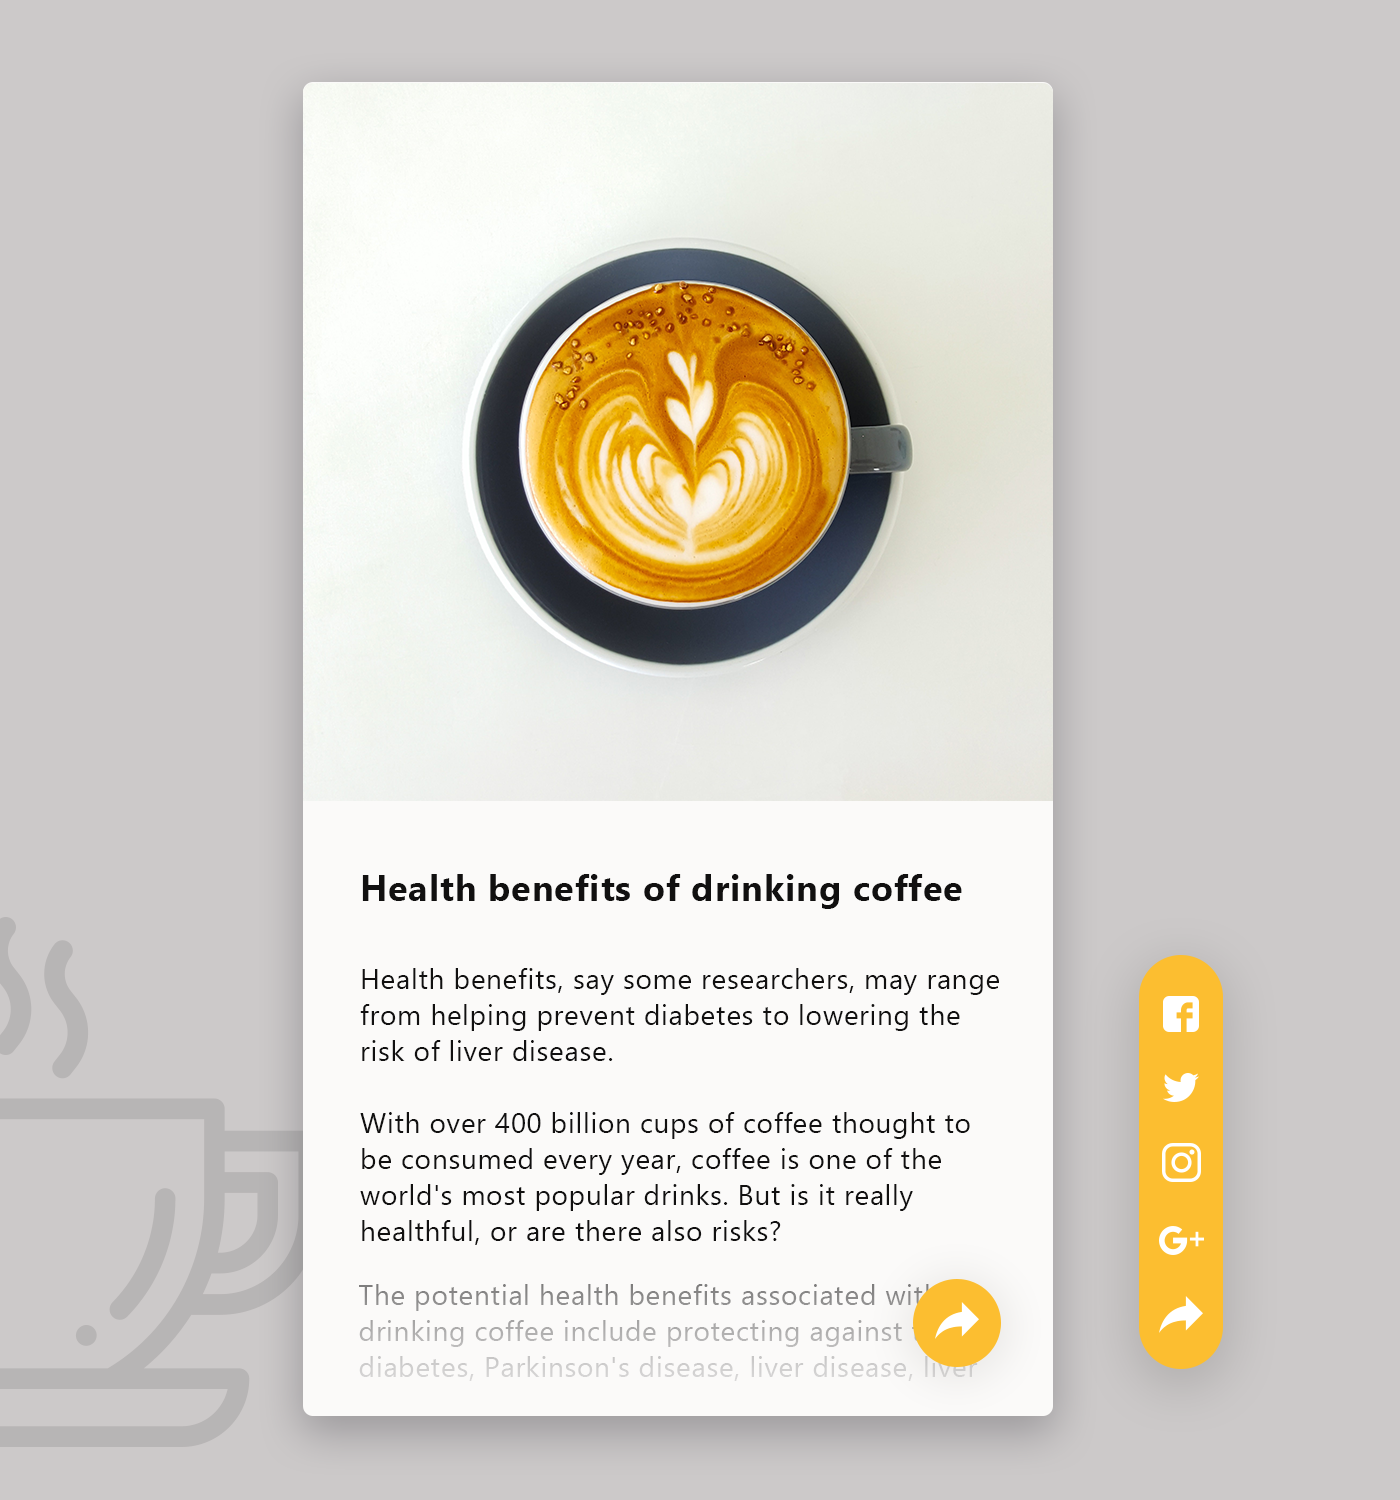 Health benefits of drinking coffee
Health benefits, say some researchers, may range
from helping prevent diabetes to lowering the
risk of liver disease.
With over 400 billion cups of coffee thought to
be consumed every year, coffee is one of the
world's most popular drinks. But is it really
healthful, or are there also risks?
The potential health benefits associated with
drinking coffee include protecting against
diabetes, Parkinson's disease, liver disease, liver
G+